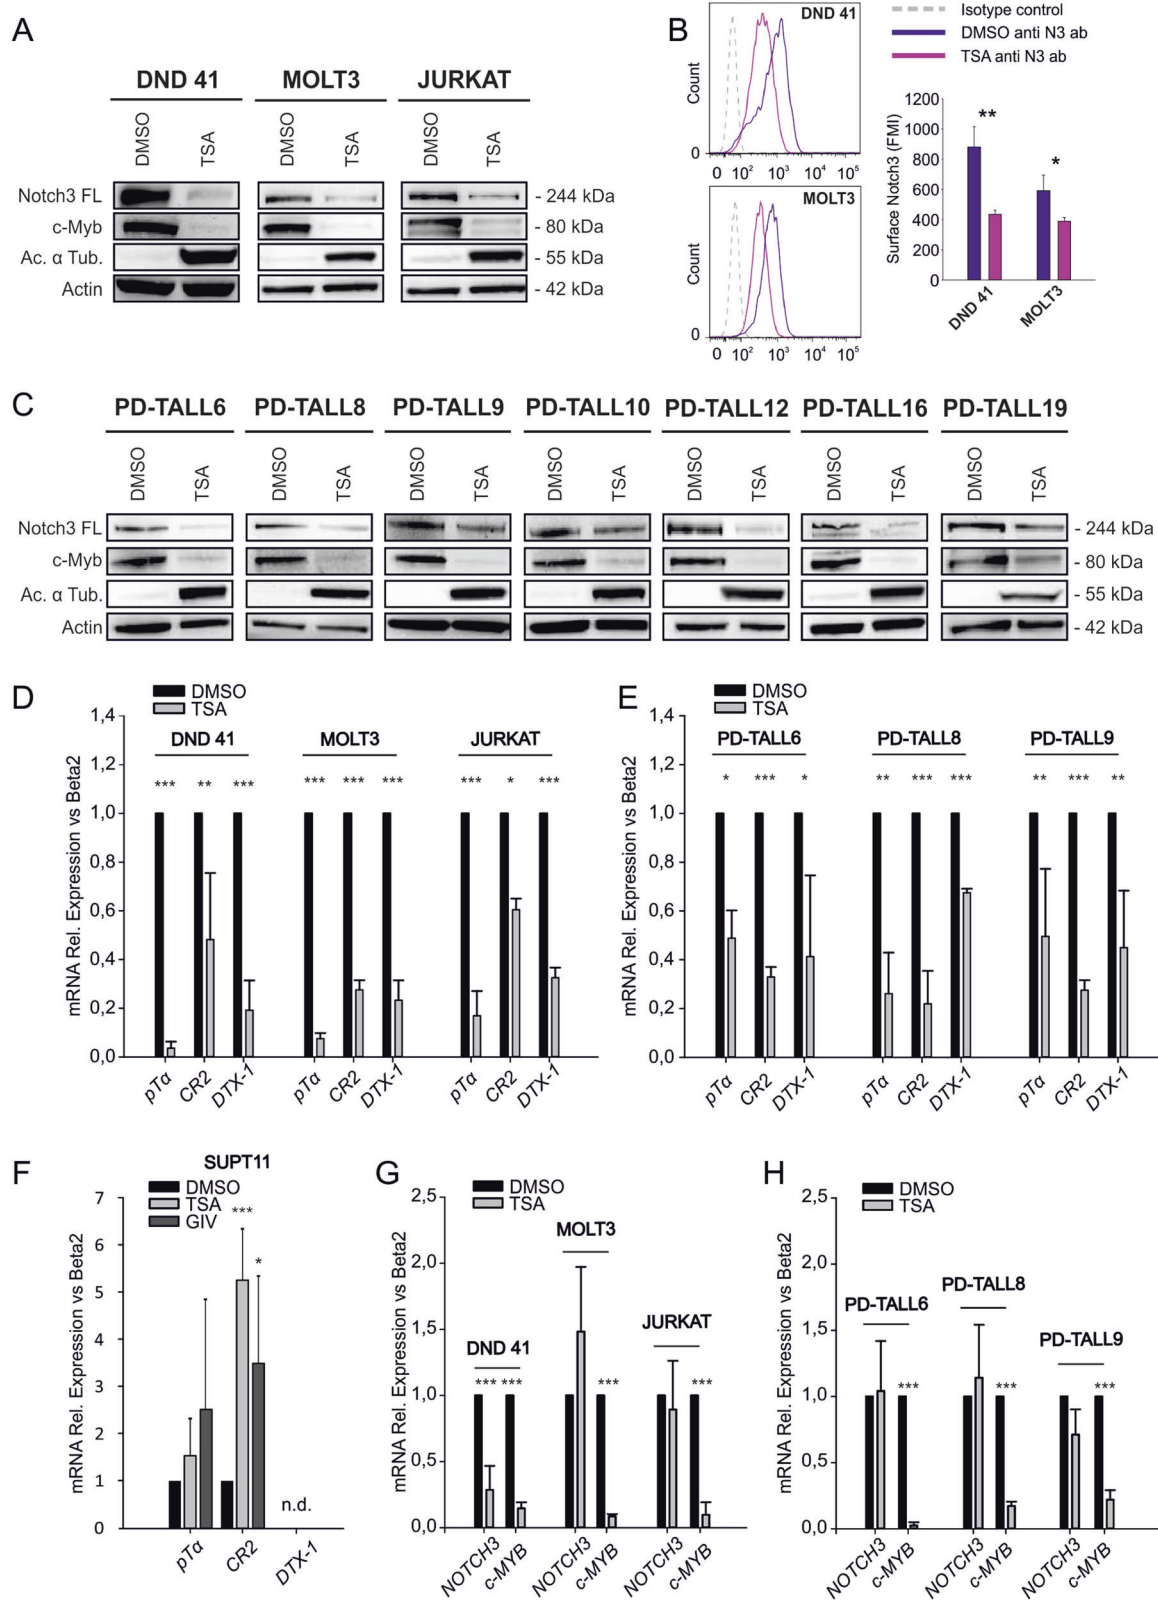 A
DND 41 MOLT3 JURKAT
DMSO TSA DMSO TSA DMSO TSA
Notch3 FL - 244 kDa
c-Myb - 80 kDa
Ac. α Tub. - 55 kDa
Actin - 42 kDa
B
DND 41
Count
0
0 10² 10³ 10⁴ 10⁵
MOLT3
Count
0
0 10² 10³ 10⁴ 10⁵
Isotype control
DMSO anti N3 ab
TSA anti N3 ab
Surface Notch3 (FMI)
1200
1000
800
600
400
200
0
**
*
DND 41 MOLT3
C
PD-TALL6 PD-TALL8 PD-TALL9 PD-TALL10 PD-TALL12 PD-TALL16 PD-TALL19
DMSO TSA DMSO TSA DMSO TSA DMSO TSA DMSO TSA DMSO TSA DMSO TSA
Notch3 FL - 244 kDa
c-Myb - 80 kDa
Ac. α Tub. - 55 kDa
Actin - 42 kDa
D
DMSO
TSA
mRNA Rel. Expression vs Beta2
1,4
1,2
1,0
0,8
0,6
0,4
0,2
0,0
DND 41 MOLT3 JURKAT
*** ** *** *** *** *** *** * ***
pTα CR2 DTX-1 pTα CR2 DTX-1 pTα CR2 DTX-1
E
DMSO
TSA
mRNA Rel. Expression vs Beta2
1,4
1,2
1,0
0,8
0,6
0,4
0,2
0,0
PD-TALL6 PD-TALL8 PD-TALL9
* *** * ** *** *** ** *** **
pTα CR2 DTX-1 pTα CR2 DTX-1 pTα CR2 DTX-1
F
SUPT11
DMSO
TSA
GIV
mRNA Rel. Expression vs Beta2
7
6
5
4
3
2
1
0
***
*
n.d.
pTα CR2 DTX-1
G
DMSO
TSA
mRNA Rel. Expression vs Beta2
2,5
2,0
1,5
1,0
0,5
0,0
MOLT3
JURKAT
DND 41
*** *** *** ***
NOTCH3 c-MYB NOTCH3 c-MYB NOTCH3 c-MYB
H
DMSO
TSA
mRNA Rel. Expression vs Beta2
2,5
2,0
1,5
1,0
0,5
0,0
PD-TALL8
PD-TALL6
PD-TALL9
*** *** ***
NOTCH3 c-MYB NOTCH3 c-MYB NOTCH3 c-MYB